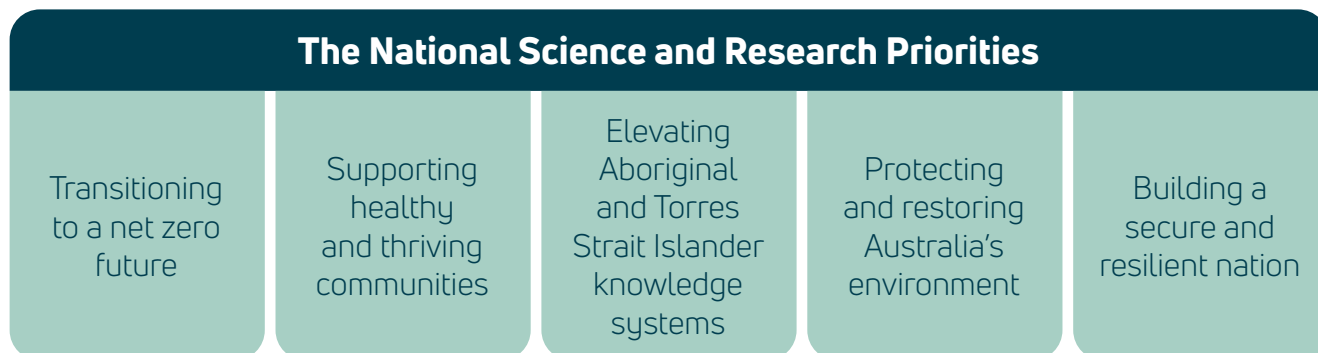 The National Science and Research Priorities
Transitioning
to a net zero
future
Supporting
healthy
and thriving
communities
Elevating
Aboriginal
and Torres
Strait Islander
knowledge
systems
Protecting
and restoring
Australia’s
environment
Building a
secure and
resilient nation